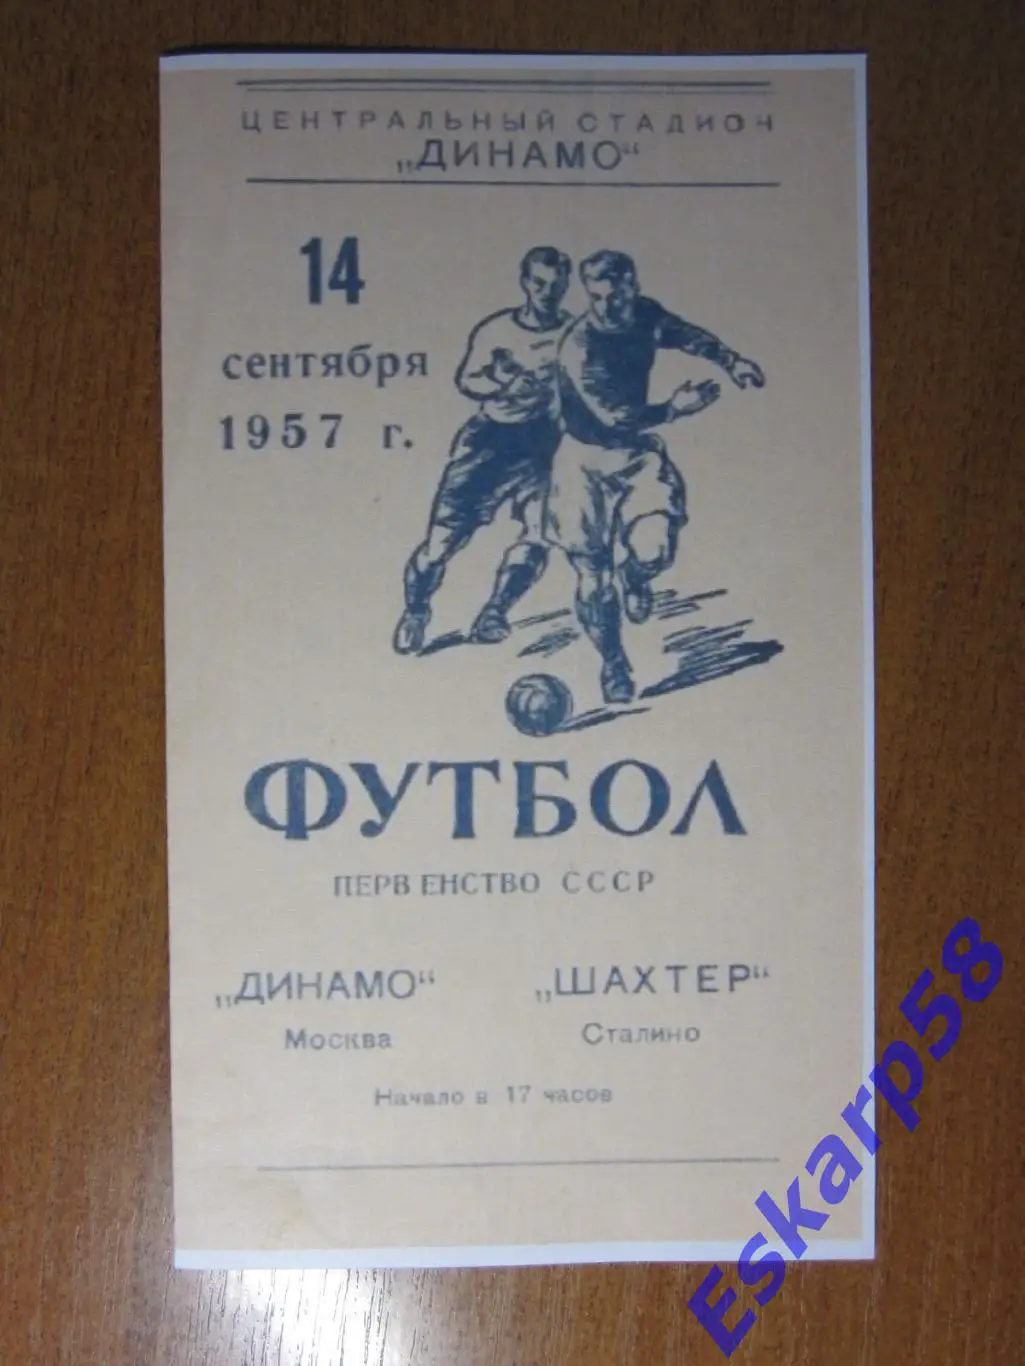 ЦЕНТРАЛЬНЫЙ СТАДИОН
„ДИНАМО“
14
сентября
1957 г.
ФУТБОЛ
ПЕРВЕНСТВО СССР
„ДИНАМО“ „ШАХТЕР“
Москва Сталино
Начало в 17 часов
Eskarp58